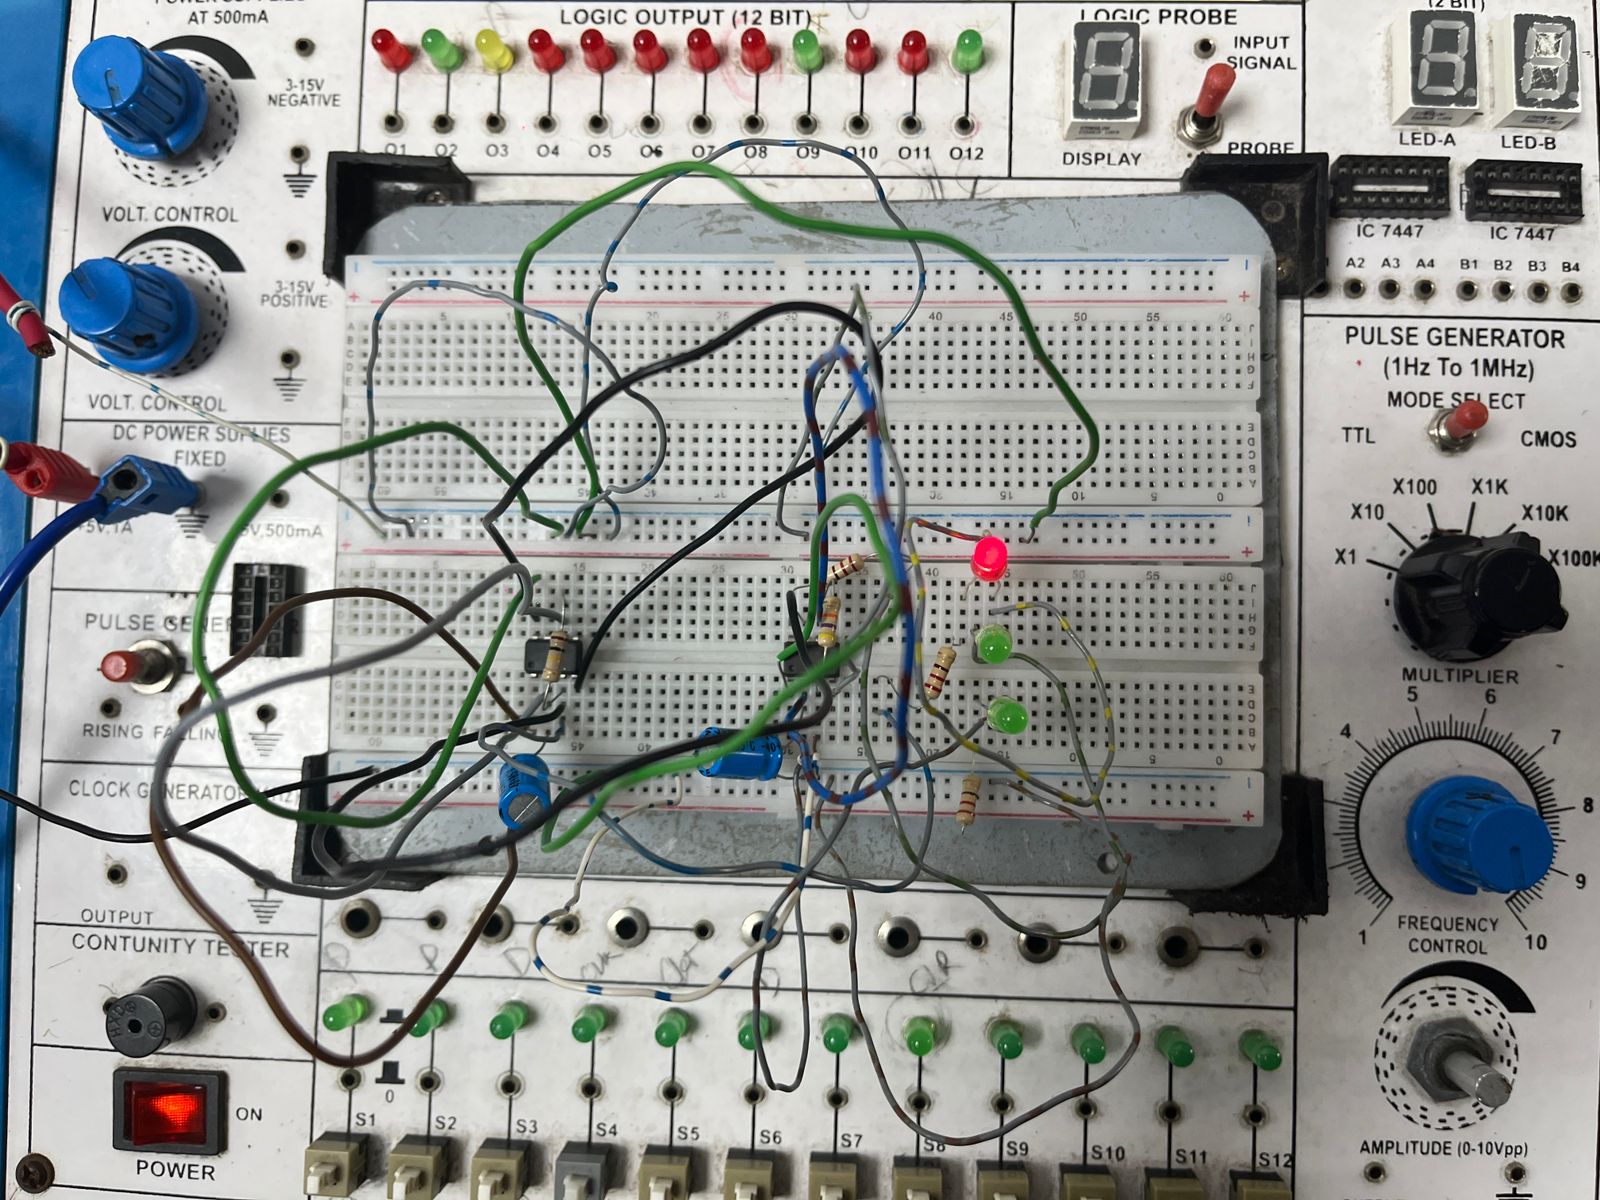 AT 500mA
3-15V
NEGATIVE
VOLT. CONTROL
3-15V
POSITIVE
VOLT. CONTROL
DC POWER SUPLIES
FIXED
+5V,1A
5V,500mA
PULSE GENER
RISING FALLING
CLOCK GENERATOR
OUTPUT
CONTUNITY TESTER
ON
POWER
LOGIC OUTPUT (12 BIT)
O1 O2 O3 O4 O5 O6 O7 O8 O9 O10 O11 O12
LOGIC PROBE
INPUT
SIGNAL
DISPLAY
PROBE
(2 BIT)
LED-A
LED-B
IC 7447
IC 7447
A2 A3 A4 B1 B2 B3 B4
PULSE GENERATOR
(1Hz To 1MHz)
MODE SELECT
TTL
CMOS
X1
X10
X100
X1K
X10K
X100K
MULTIPLIER
1
4
5
6
7
8
9
10
FREQUENCY
CONTROL
AMPLITUDE (0-10Vpp)
0
S1 S2 S3 S4 S5 S6 S7 S8 S9 S10 S11 S12